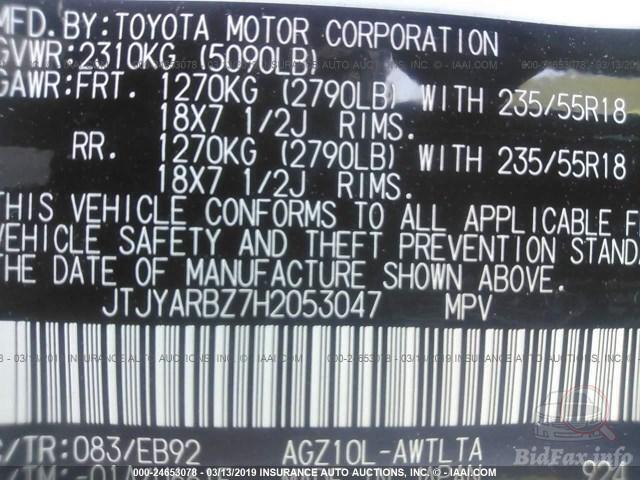 MFD.BY:TOYOTA MOTOR CORPORATION
GVWR:2310KG (5090LB)
GAWR:FRT. 1270KG (2790LB) WITH 235/55R18
18X7 1/2J RIMS.
RR. 1270KG (2790LB) WITH 235/55R18
18X7 1/2J RIMS.
THIS VEHICLE CONFORMS TO ALL APPLICABLE
VEHICLE SAFETY AND THEFT PREVENTION STAND
THE DATE OF MANUFACTURE SHOWN ABOVE.
JTJYARBZ7H2053047 MPV
000-24653078 - 03/13/2019 INSURANCE AUTO AUCTIONS - © IAAI.COM
C/TR:083/EB92 AGZ10L-AWTLTA
BidFax.info
924